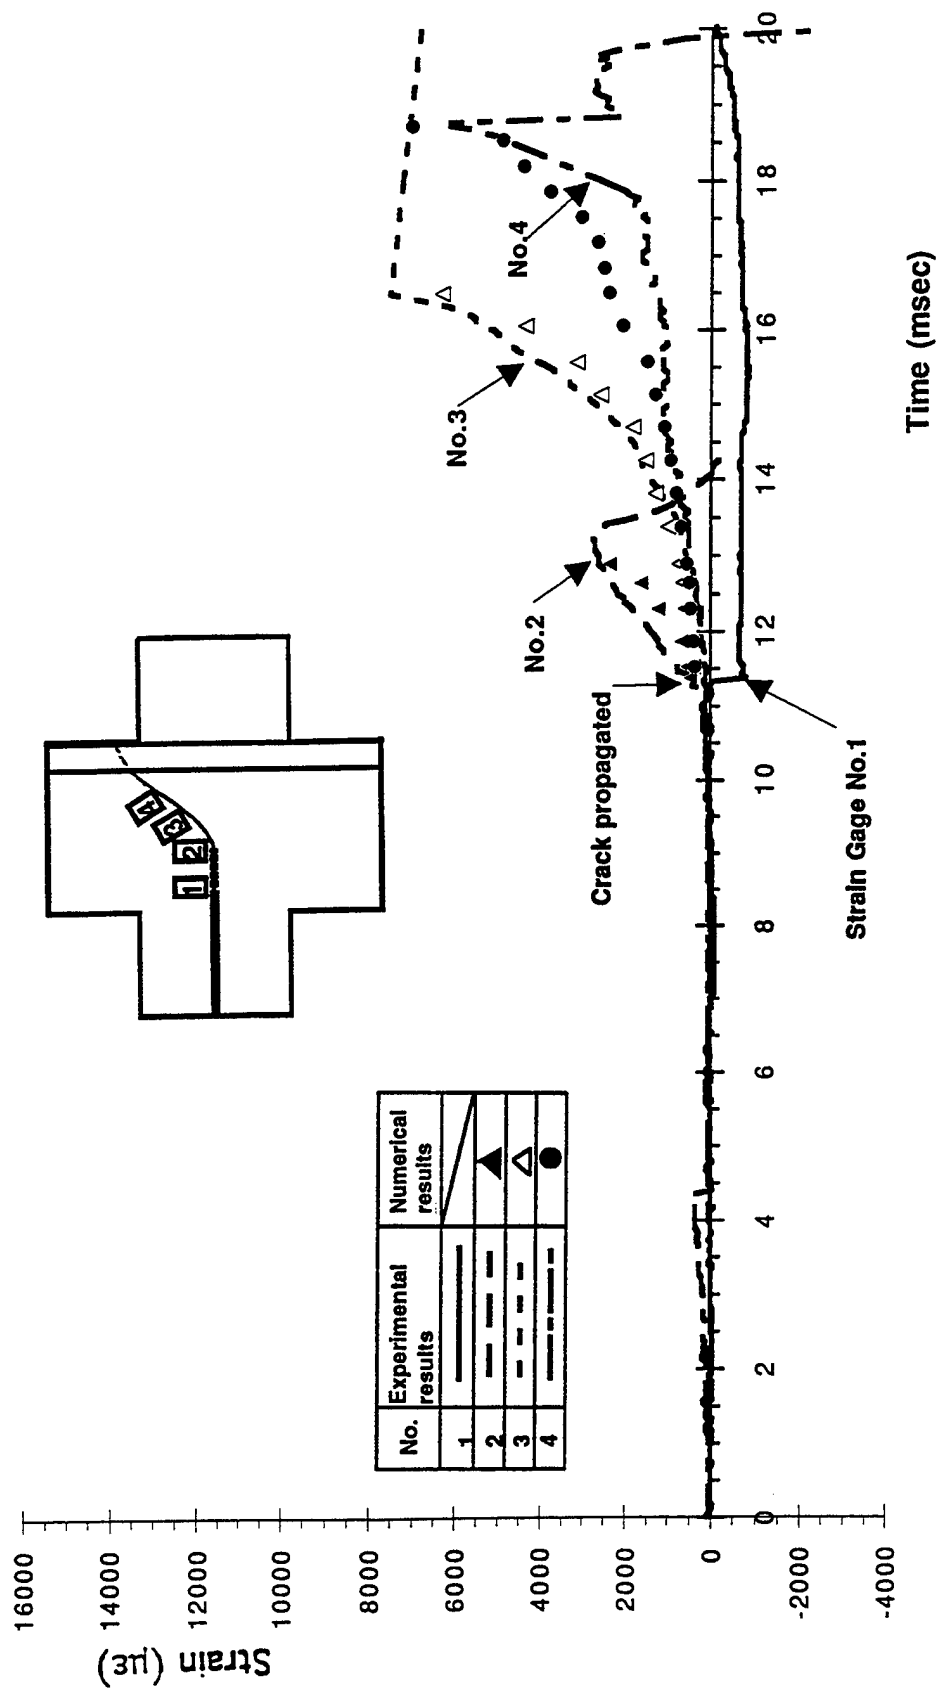 Strain (με)
16000
14000
12000
10000
8000
6000
4000
2000
0
-2000
-4000
No.
Experimental
results
Numerical
results
1
2
3
4
1
2
3
4
No.2
No.3
No.4
Crack propagated
Strain Gage No.1
0
2
4
6
8
10
12
14
16
18
20
Time (msec)